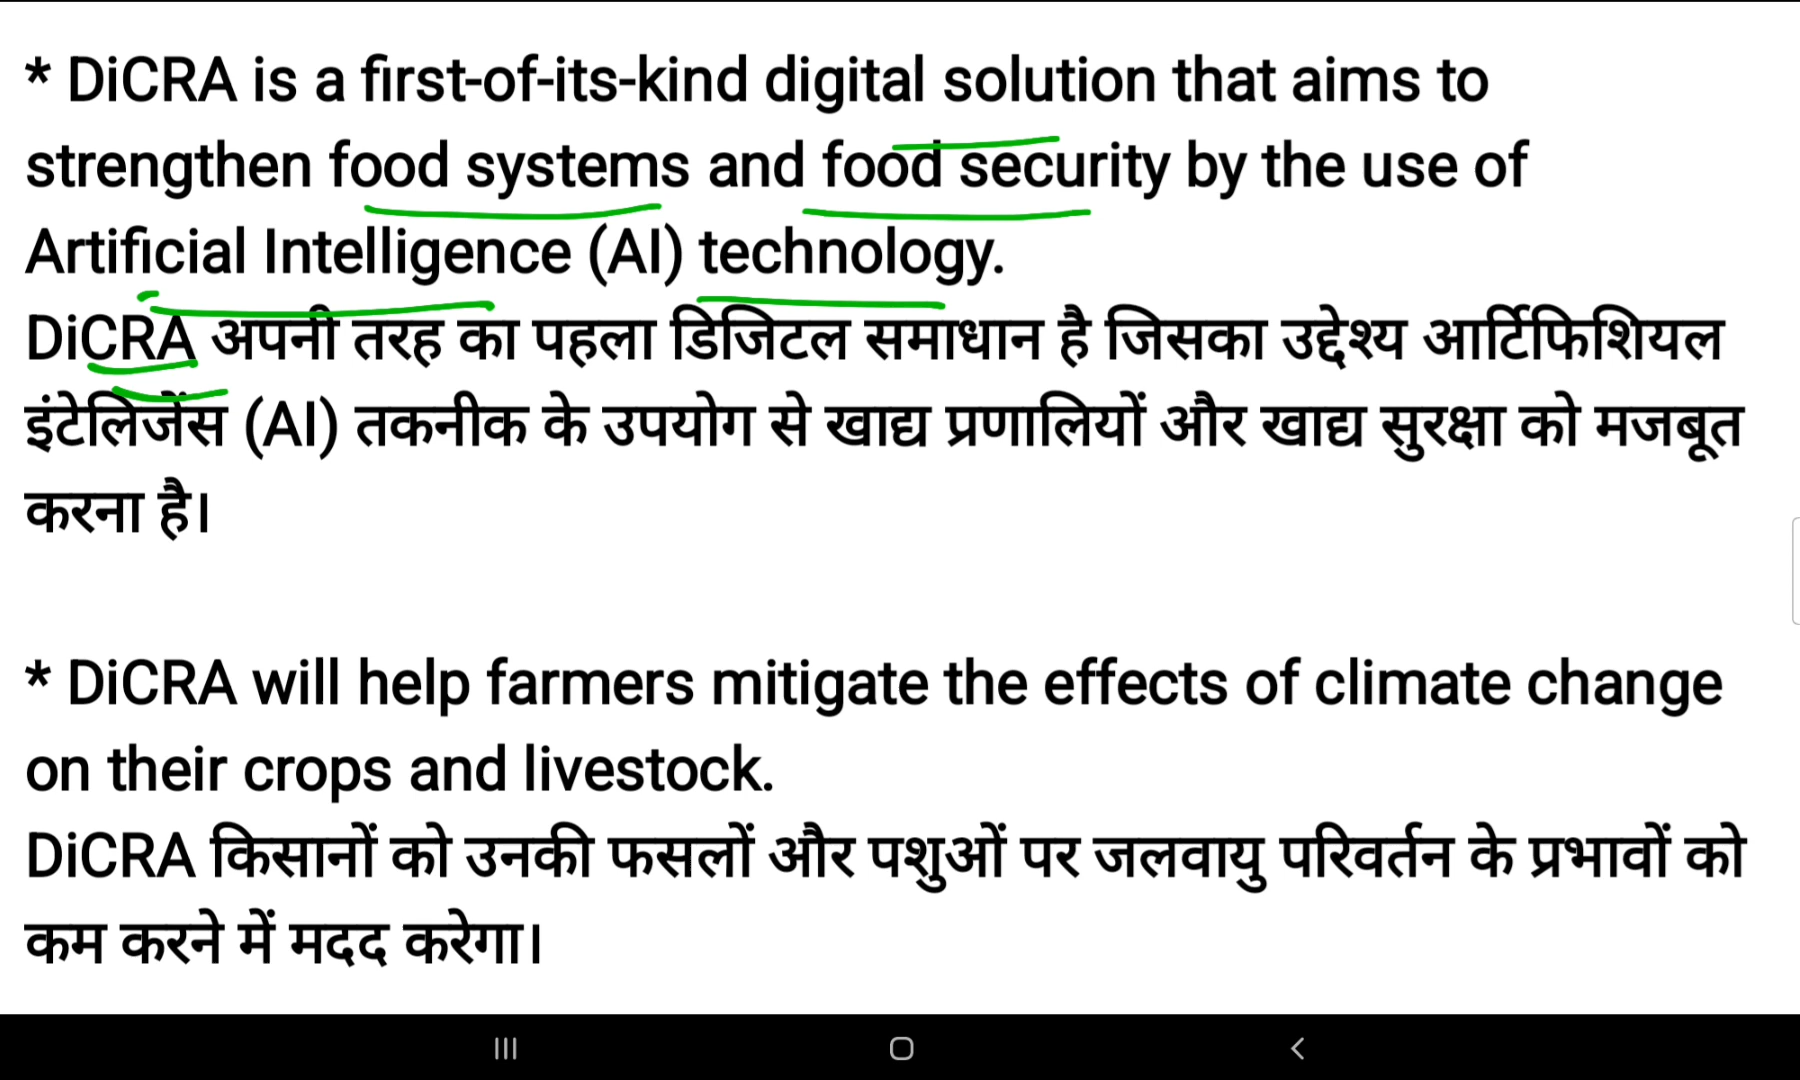 * DiCRA is a first-of-its-kind digital solution that aims to
strengthen food systems and food security by the use of
Artificial Intelligence (AI) technology.
DiCRA अपनी तरह का पहला डिजिटल समाधान है जिसका उद्देश्य आर्टिफिशियल
इंटेलिजेंस (AI) तकनीक के उपयोग से खाद्य प्रणालियों और खाद्य सुरक्षा को मजबूत
करना है।
* DiCRA will help farmers mitigate the effects of climate change
on their crops and livestock.
DiCRA किसानों को उनकी फसलों और पशुओं पर जलवायु परिवर्तन के प्रभावों को
कम करने में मदद करेगा।